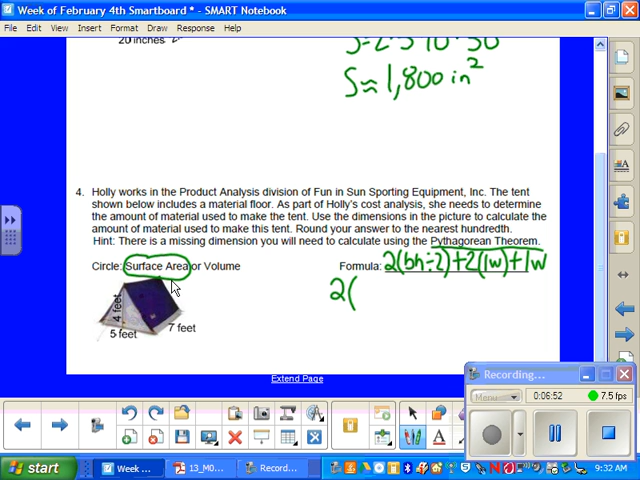 Week of February 4th Smartboard * - SMART Notebook
File Edit View Insert Format Draw Response Help
20 inches
S≈1,800 in²
4. Holly works in the Product Analysis division of Fun in Sun Sporting Equipment, Inc. The tent
shown below includes a material floor. As part of Holly's cost analysis, she needs to determine
the amount of material used to make the tent. Use the dimensions in the picture to calculate the
amount of material used to make this tent. Round your answer to the nearest hundredth.
Hint: There is a missing dimension you will need to calculate using the Pythagorean Theorem.
Circle: Surface Area or Volume Formula: 2(bh÷2)+2(lw)+lw
2(
4 feet
5 feet
7 feet
Extend Page
Recording...
Menu
0:06:52
7.5 fps
start
Week ...
13_M0...
Recordi...
9:32 AM